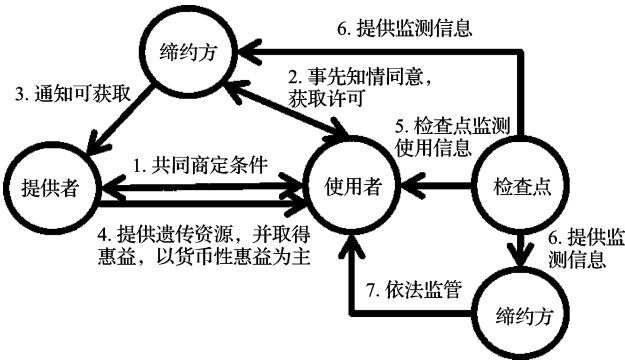 6. 提供监测信息
缔约方
2. 事先知情同意，
获取许可
3. 通知可获取
5. 检查点监测
使用信息
1. 共同商定条件
提供者
使用者
检查点
4. 提供遗传资源，并取得
惠益，以货币性惠益为主
6. 提供监
测信息
7. 依法监管
缔约方